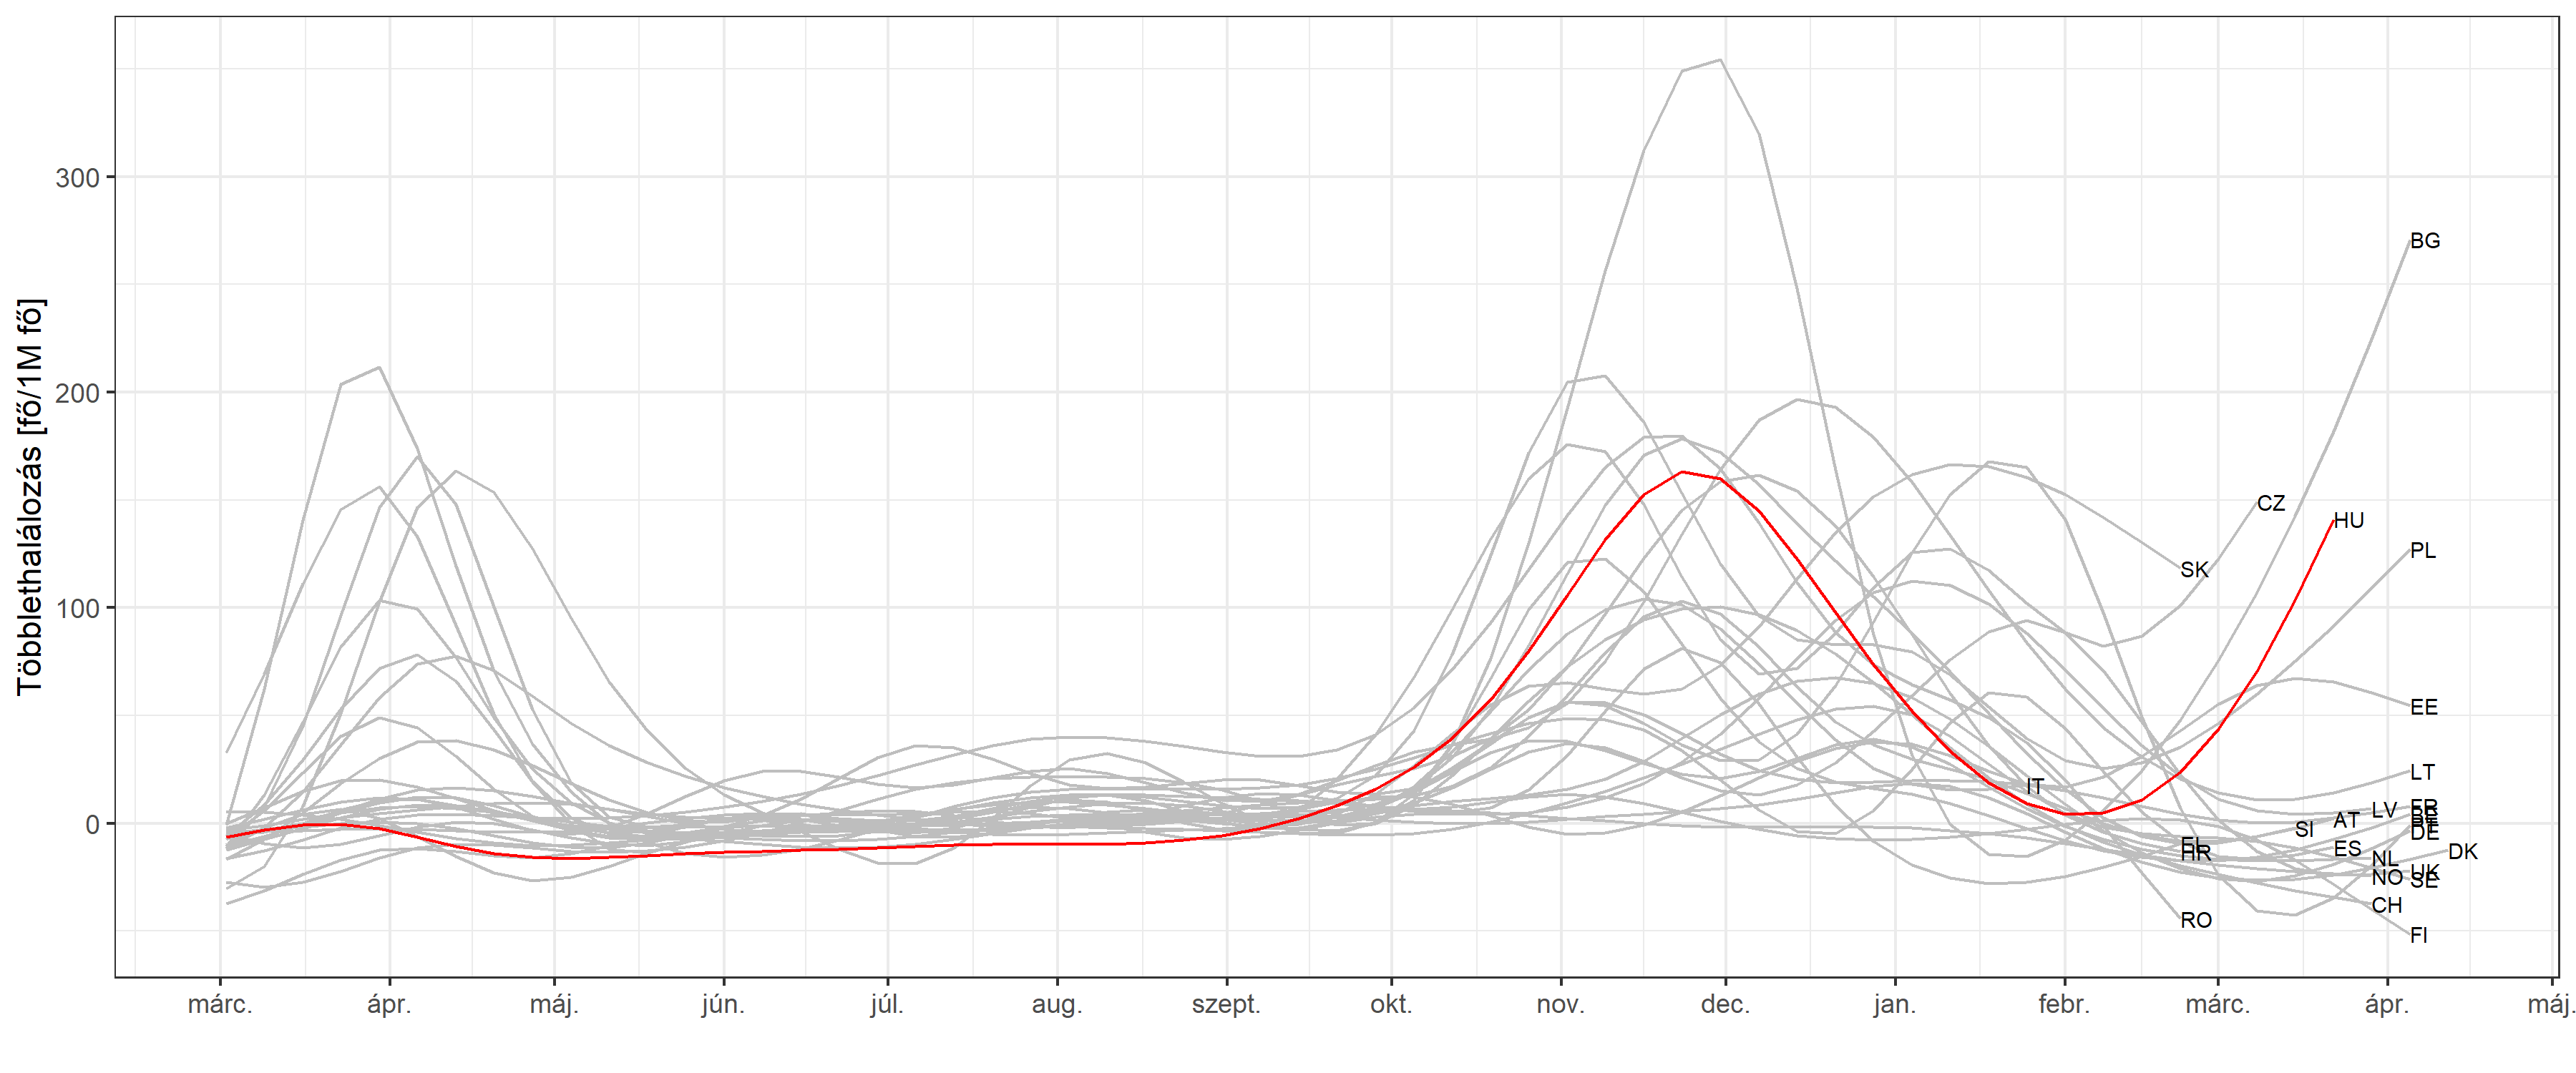 Többlethalálozás [fő/1M fő]
300
200
100
0
BG
CZ
HU
PL
SK
EE
LT
IT
LV
FR
AT
SI
DE
ES
HR
NL
DK
UK
NO
SE
CH
RO
FI
márc.
ápr.
máj.
jún.
júl.
aug.
szept.
okt.
nov.
dec.
jan.
febr.
márc.
ápr.
máj.